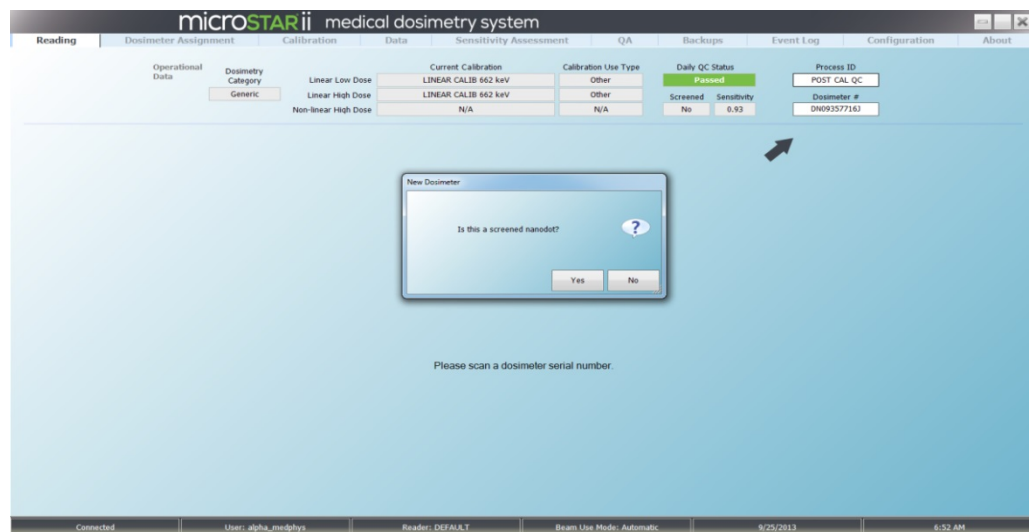 microSTARii medical dosimetry system
Reading Dosimeter Assignment Calibration Data Sensitivity Assessment QA Backups Event Log Configuration About
Operational Data
Dosimetry Category
Generic
Current Calibration Calibration Use Type
Linear Low Dose LINEAR CALIB 662 keV Other
Linear High Dose LINEAR CALIB 662 keV Other
Non-linear High Dose N/A N/A
Daily QC Status
Passed
Screened Sensitivity
No 0.93
Process ID
POST CAL QC
Dosimeter #
DN09357716J
New Dosimeter
Is this a screened nanodot?
?
Yes No
Please scan a dosimeter serial number.
Connected User: alpha_medphys Reader: DEFAULT Beam Use Mode: Automatic 9/25/2013 6:52 AM